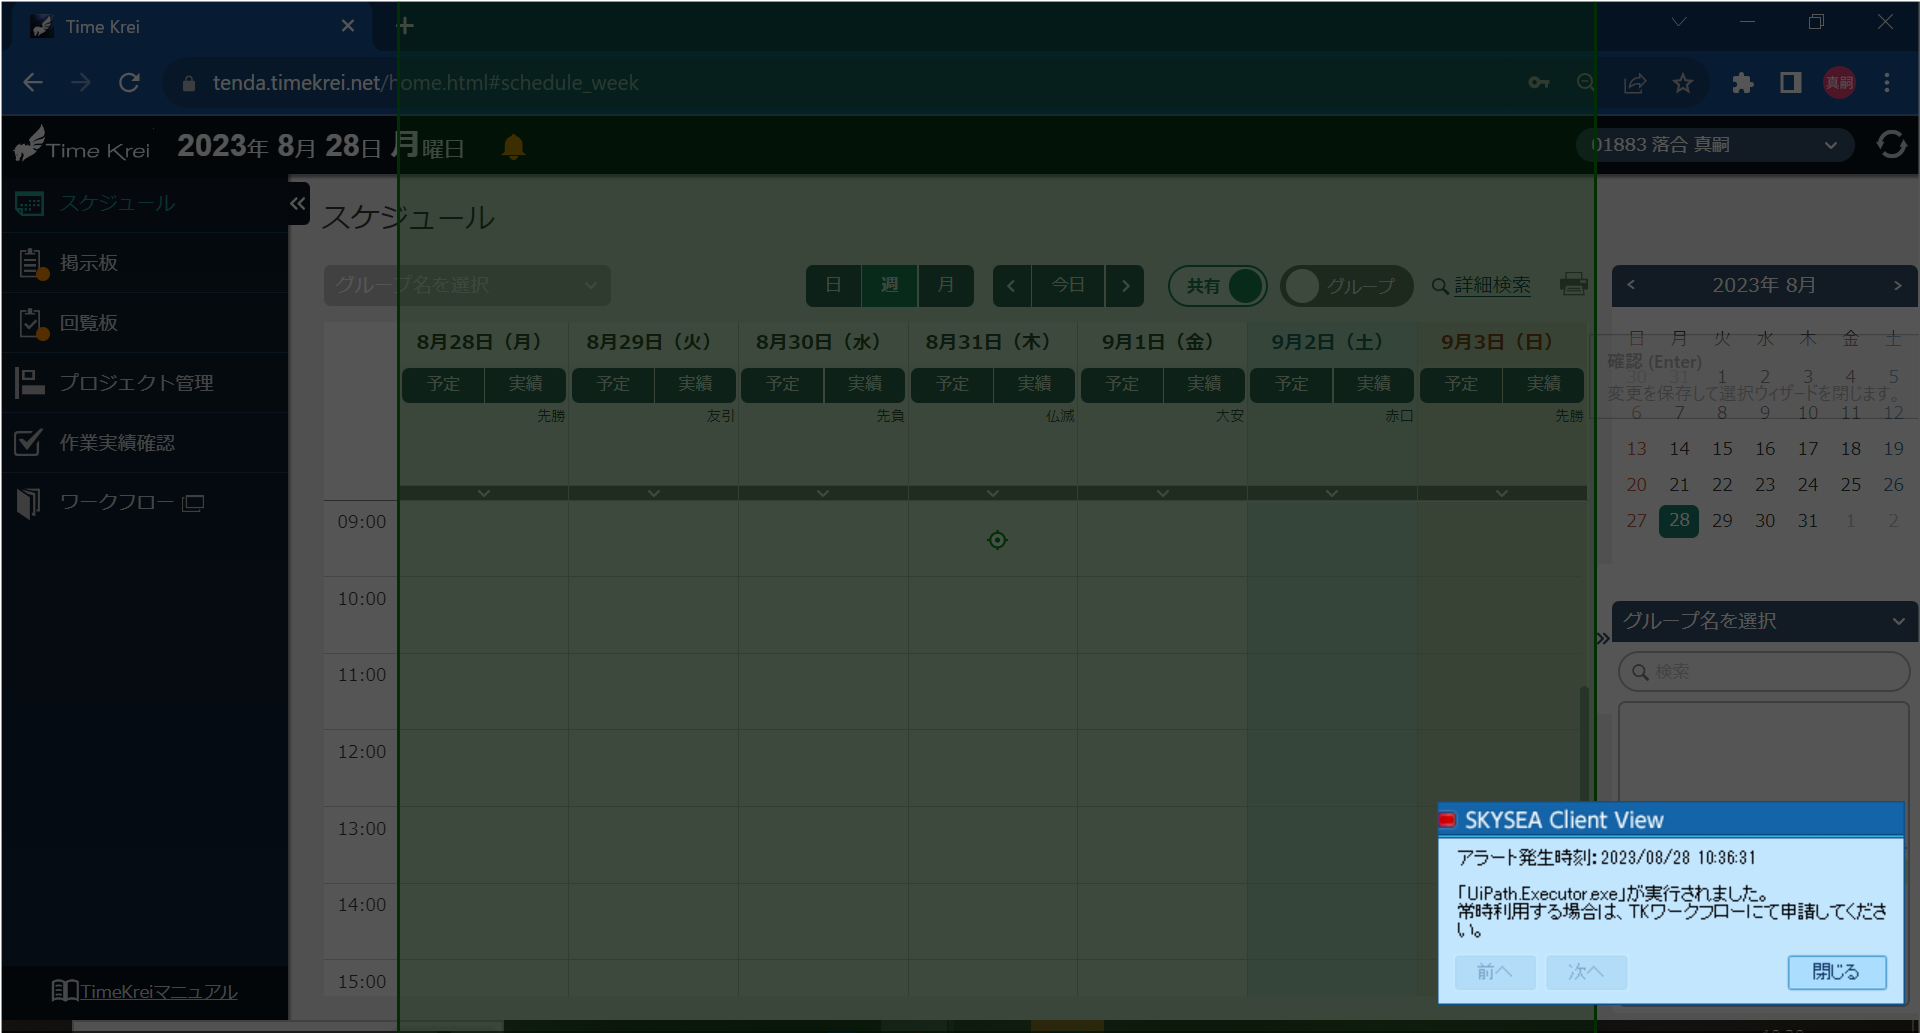 Time Krei
tenda.timekrei.net/home.html#schedule_week
真嗣
Time Krei
2023年 8月 28日 月曜日
01883 落合 真嗣
スケジュール
掲示板
回覧板
プロジェクト管理
作業実績確認
ワークフロー
TimeKreiマニュアル
スケジュール
グループ名を選択
日 週 月
今日
共有
グループ
詳細検索
8月28日（月） 8月29日（火） 8月30日（水） 8月31日（木） 9月1日（金） 9月2日（土） 9月3日（日）
予定 実績 予定 実績 予定 実績 予定 実績 予定 実績 予定 実績 予定 実績
先勝 友引 先負 仏滅 大安 赤口 先勝
09:00
10:00
11:00
12:00
13:00
14:00
15:00
2023年 8月
日 月 火 水 木 金 土
確認 (Enter)
30 31 1 2 3 4 5
変更を保存して選択ウィザードを閉じます。
6 7 8 9 10 11 12
13 14 15 16 17 18 19
20 21 22 23 24 25 26
27 28 29 30 31 1 2
グループ名を選択
検索
SKYSEA Client View
アラート発生時刻: 2023/08/28 10:36:31
「UiPath.Executor.exe」が実行されました。
常時利用する場合は、TKワークフローにて申請してくださ
い。
前へ 次へ 閉じる